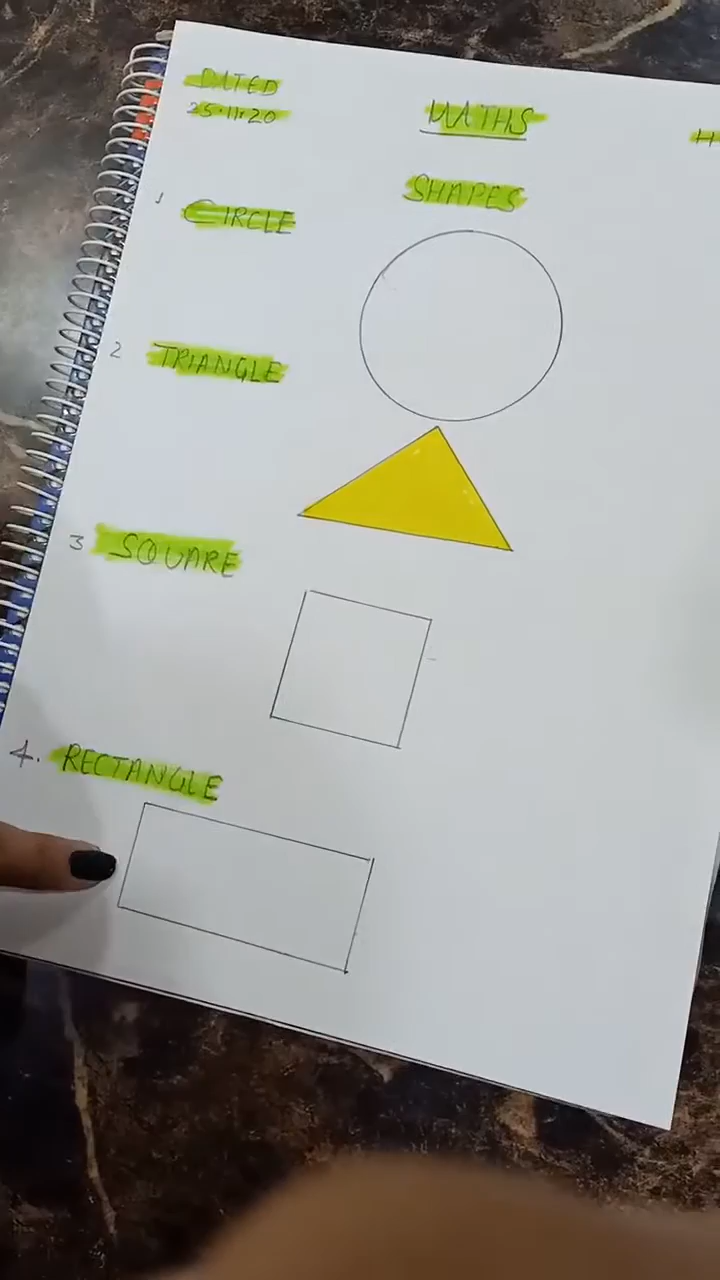 DATED
25.11.20
MATHS
SHAPES
1 CIRCLE
2 TRIANGLE
3 SQUARE
4. RECTANGLE